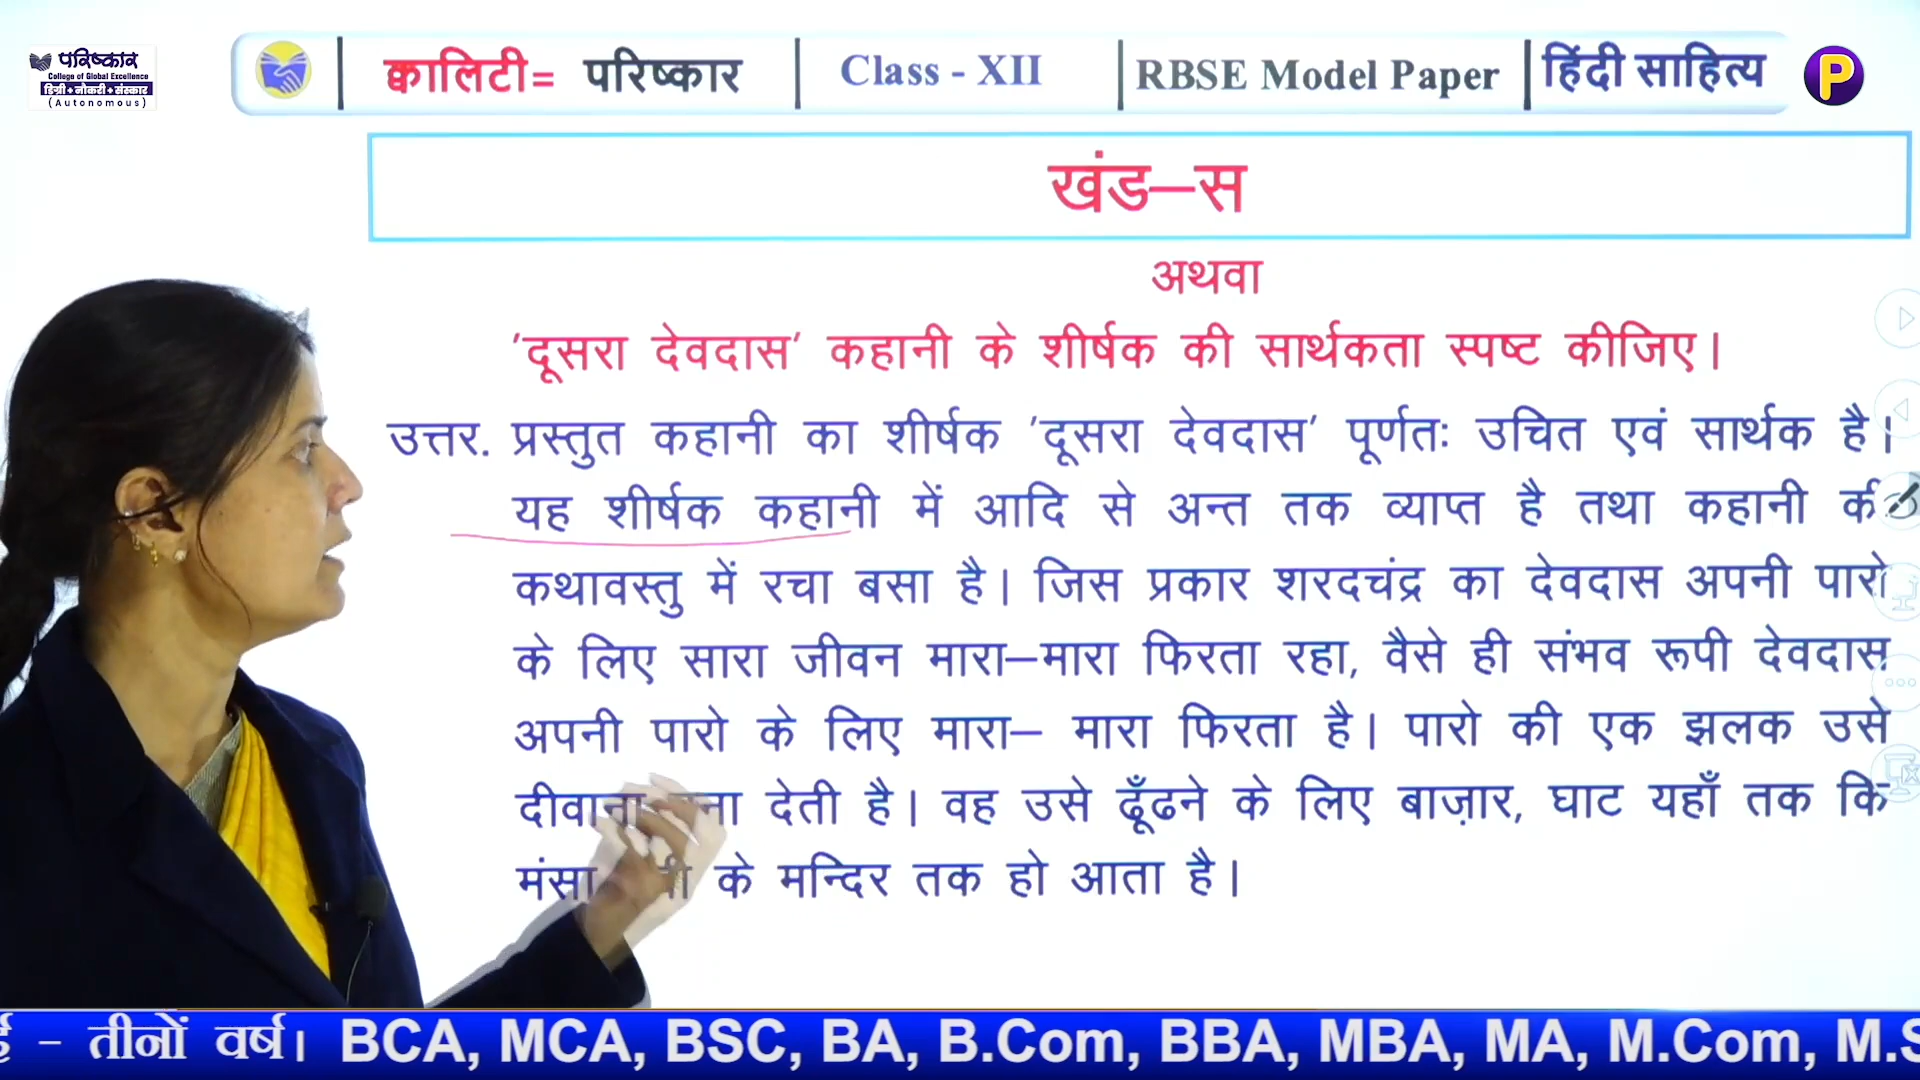 परिष्कार
College of Global Excellence
डिग्री + नौकरी + संस्कार
(Autonomous)
क्वालिटी= परिष्कार
Class - XII
RBSE Model Paper
हिंदी साहित्य
P
खंड–स
अथवा
'दूसरा देवदास' कहानी के शीर्षक की सार्थकता स्पष्ट कीजिए।
उत्तर. प्रस्तुत कहानी का शीर्षक 'दूसरा देवदास' पूर्णतः उचित एवं सार्थक है।
यह शीर्षक कहानी में आदि से अन्त तक व्याप्त है तथा कहानी की
कथावस्तु में रचा बसा है। जिस प्रकार शरदचंद्र का देवदास अपनी पारो
के लिए सारा जीवन मारा–मारा फिरता रहा, वैसे ही संभव रूपी देवदास
अपनी पारो के लिए मारा– मारा फिरता है। पारो की एक झलक उसे
दीवाना देती है। वह उसे ढूँढने के लिए बाज़ार, घाट यहाँ तक कि
मंसा के मन्दिर तक हो आता है।
– तीनों वर्ष। BCA, MCA, BSC, BA, B.Com, BBA, MBA, MA, M.Com,